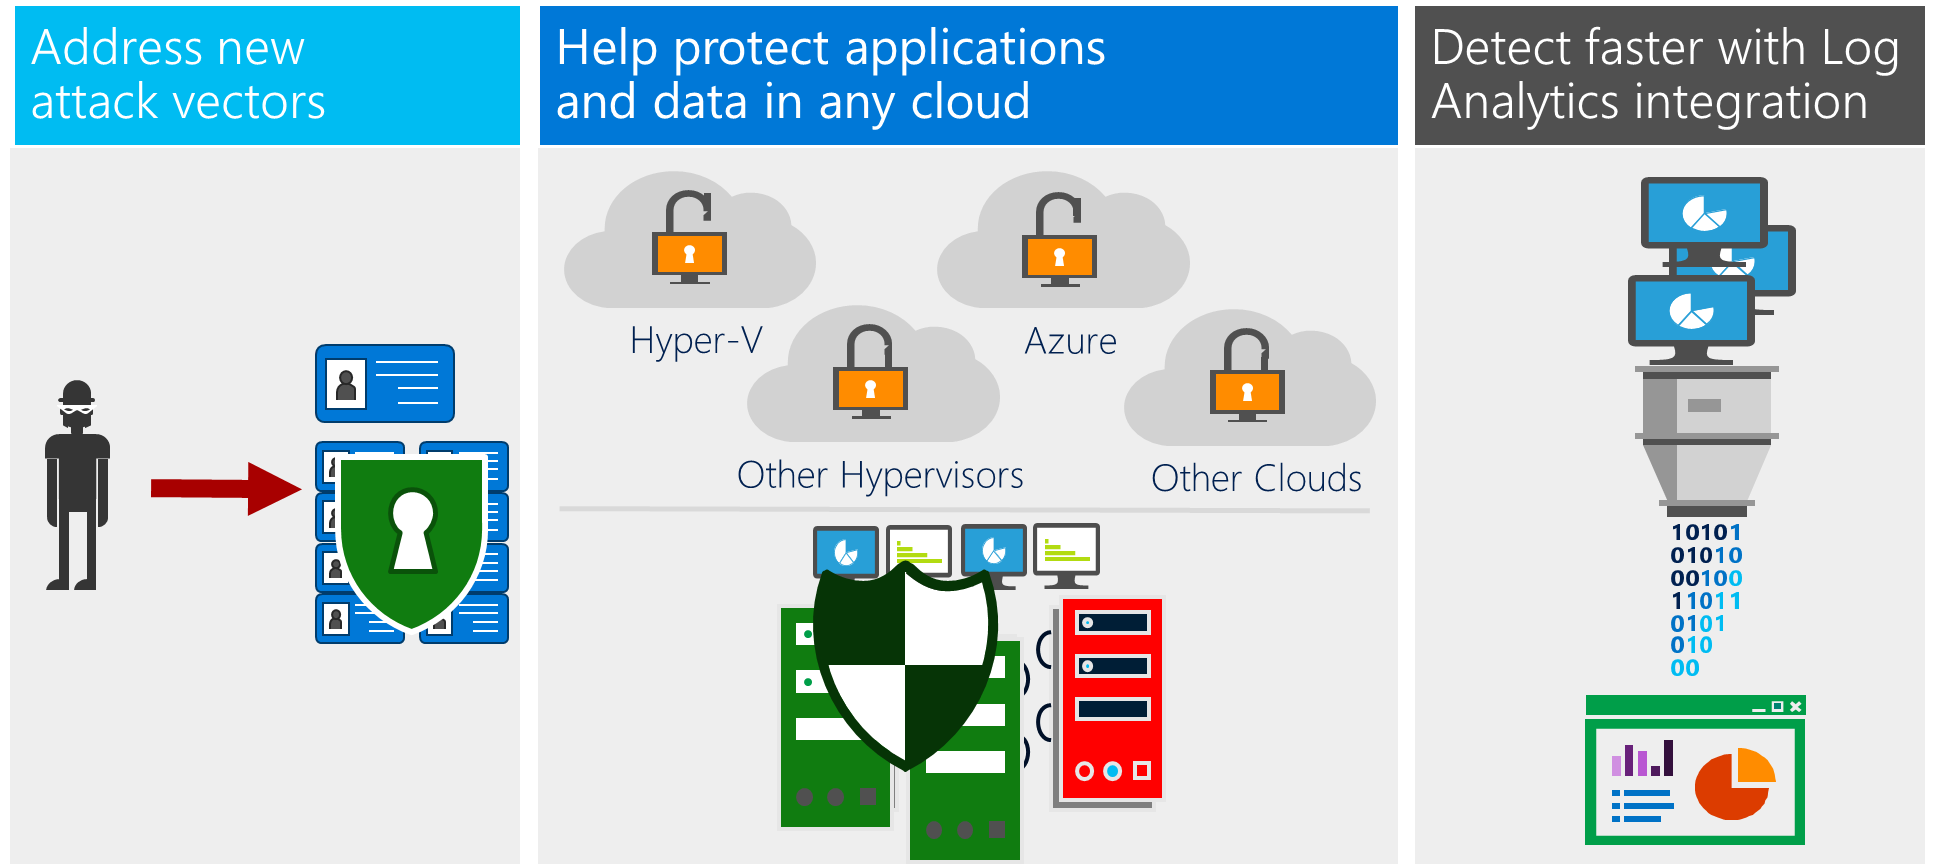 Address new
attack vectors
Help protect applications
and data in any cloud
Detect faster with Log
Analytics integration
Hyper-V
Azure
Other Hypervisors
Other Clouds
10101
01010
00100
11011
0101
010
00